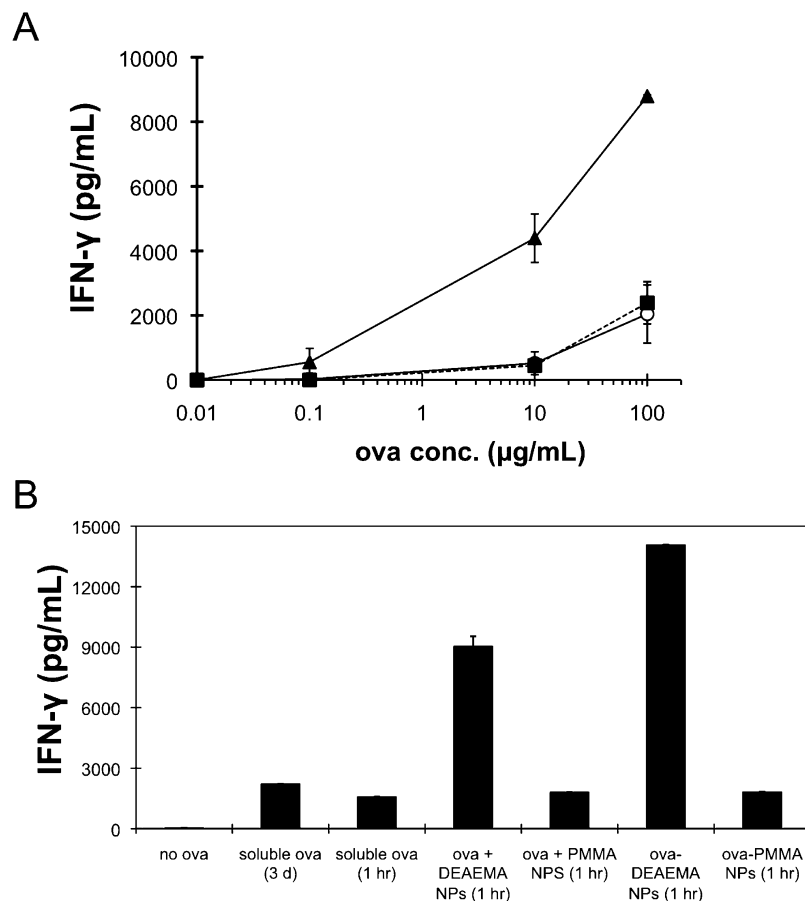 A
10000
8000
6000
4000
2000
0
IFN-γ (pg/mL)
0.01 0.1 1 10 100
ova conc. (µg/mL)
B
15000
12000
9000
6000
3000
0
IFN-γ (pg/mL)
no ova
soluble ova
(3 d)
soluble ova
(1 hr)
ova +
DEAEMA
NPs (1 hr)
ova + PMMA
NPS (1 hr)
ova-
DEAEMA
NPs (1 hr)
ova-PMMA
NPs (1 hr)